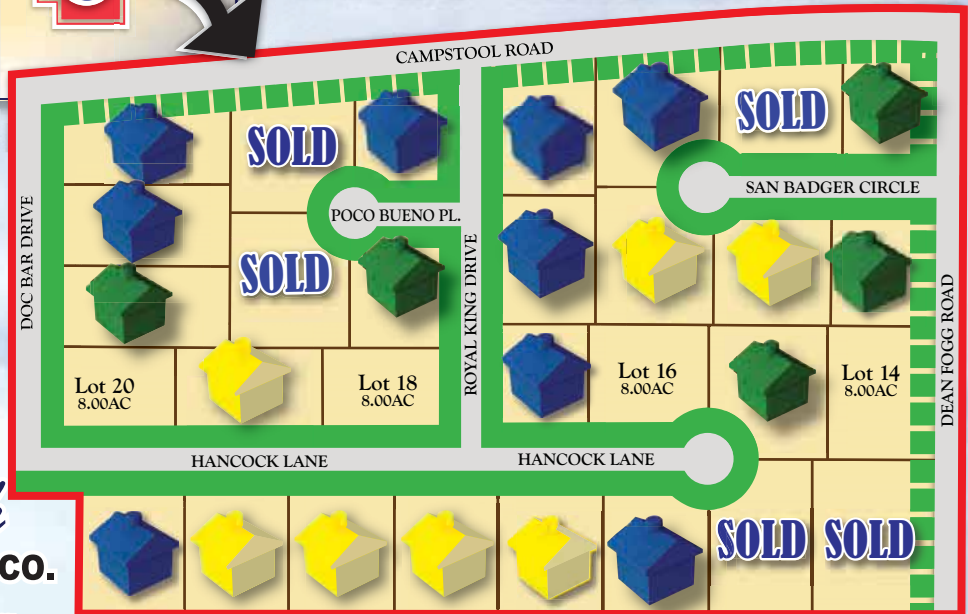 CAMPSTOOL ROAD
SOLD
SOLD
SAN BADGER CIRCLE
POCO BUENO PL.
SOLD
DOC BAR DRIVE
ROYAL KING DRIVE
DEAN FOGG ROAD
Lot 20
8.00AC
Lot 18
8.00AC
Lot 16
8.00AC
Lot 14
8.00AC
HANCOCK LANE
HANCOCK LANE
SOLD
SOLD
co.